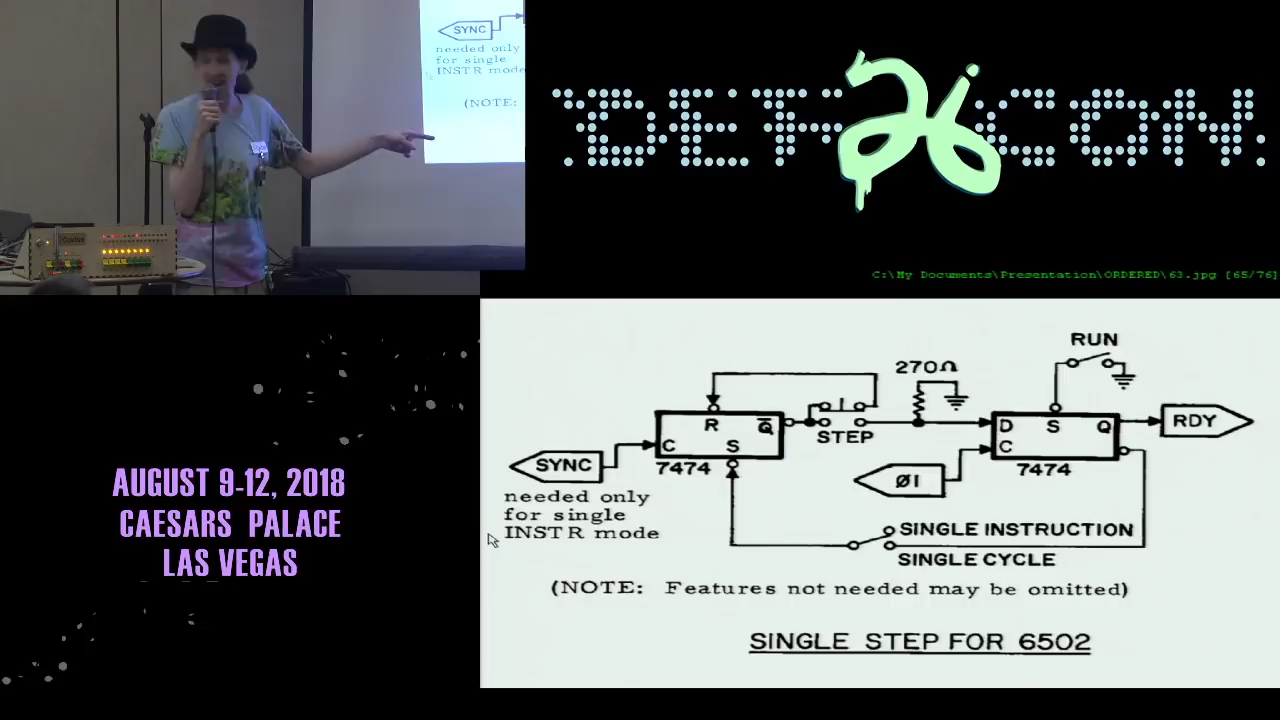 SYNC
needed only
for single
INSTR mode
(NOTE:
DEF CON
26
C:\My Documents\Presentation\ORDERED\63.jpg [65/76]
AUGUST 9-12, 2018
CAESARS PALACE
LAS VEGAS
RUN
270Ω
R
Q
S
C
7474
STEP
D
S
Q
C
7474
RDY
SYNC
Ø1
needed only
for single
INSTR mode
SINGLE INSTRUCTION
SINGLE CYCLE
(NOTE: Features not needed may be omitted)
SINGLE STEP FOR 6502